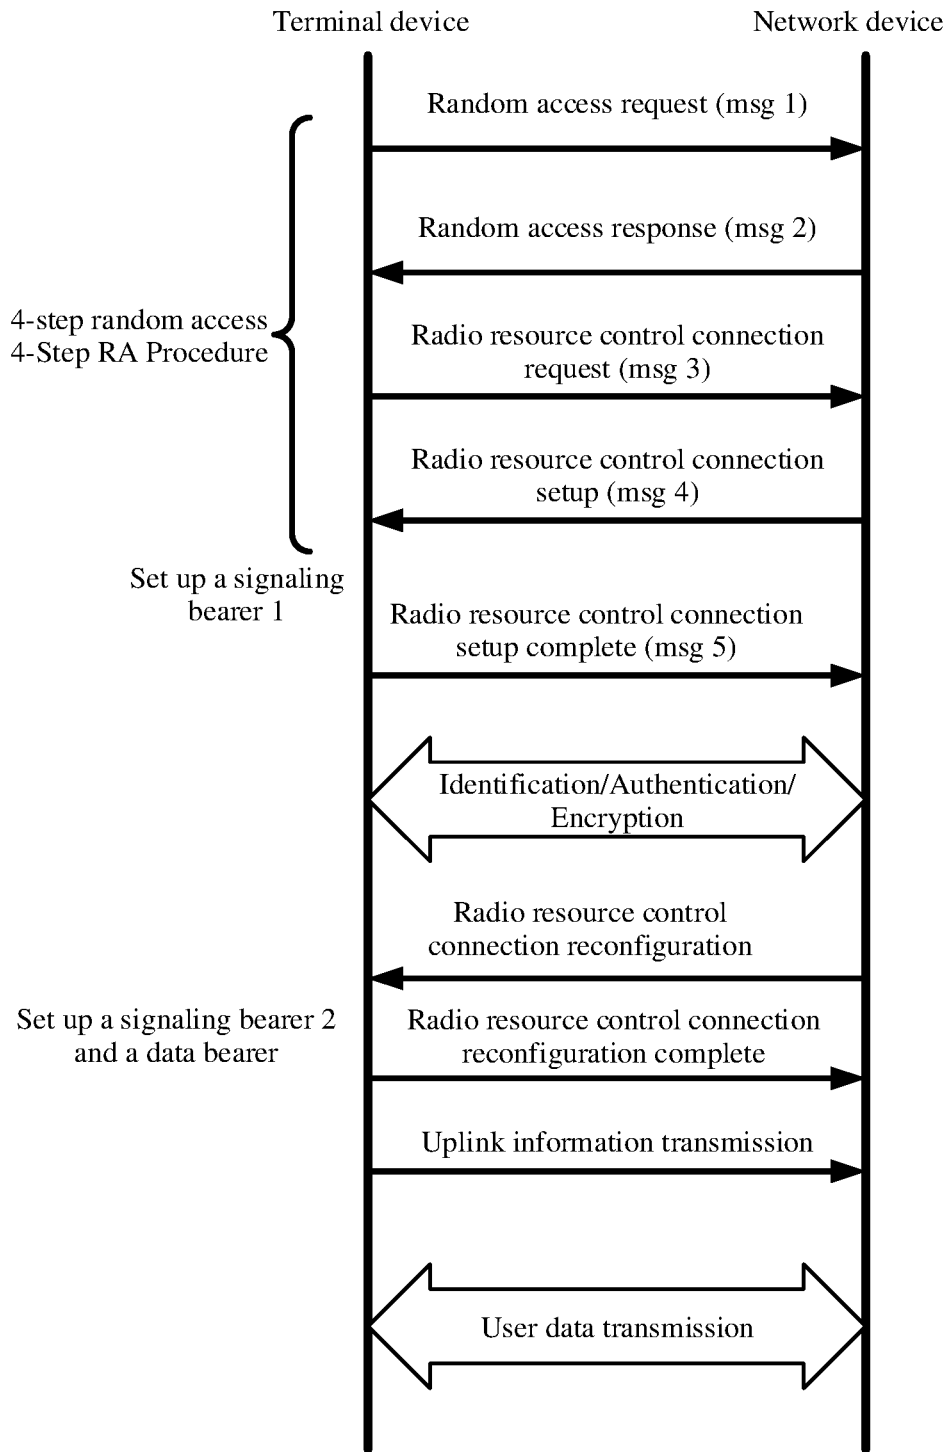 Terminal device
Network device
Random access request (msg 1)
Random access response (msg 2)
4-step random access
4-Step RA Procedure
Radio resource control connection
request (msg 3)
Radio resource control connection
setup (msg 4)
Set up a signaling
bearer 1
Radio resource control connection
setup complete (msg 5)
Identification/Authentication/
Encryption
Radio resource control
connection reconfiguration
Set up a signaling bearer 2
and a data bearer
Radio resource control connection
reconfiguration complete
Uplink information transmission
User data transmission